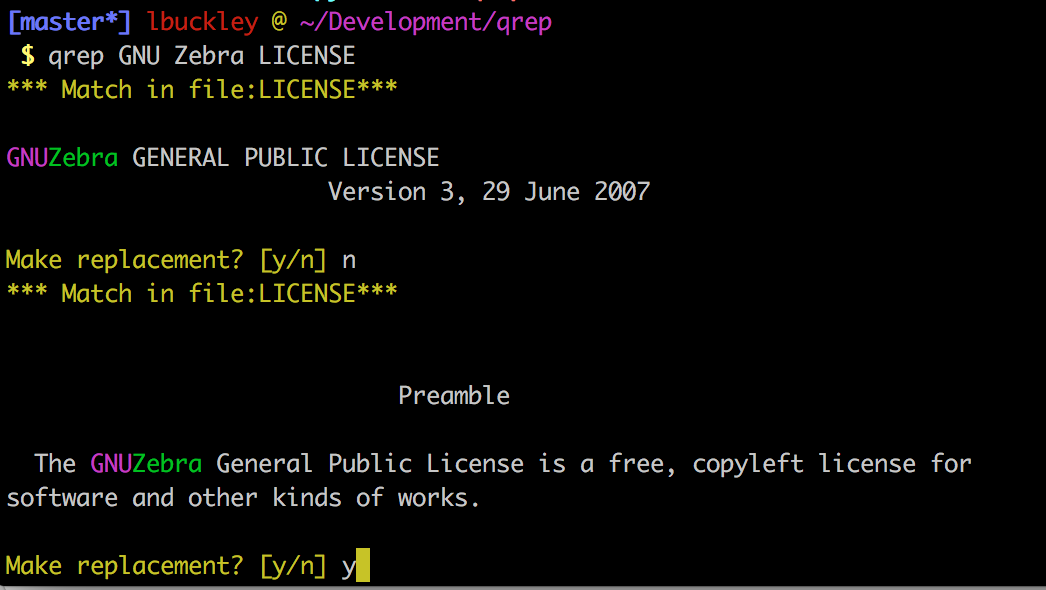 [master*] lbuckley @ ~/Development/qrep
$ qrep GNU Zebra LICENSE
*** Match in file:LICENSE***
GNUZebra GENERAL PUBLIC LICENSE
Version 3, 29 June 2007
Make replacement? [y/n] n
*** Match in file:LICENSE***
Preamble
The GNUZebra General Public License is a free, copyleft license for
software and other kinds of works.
Make replacement? [y/n] y